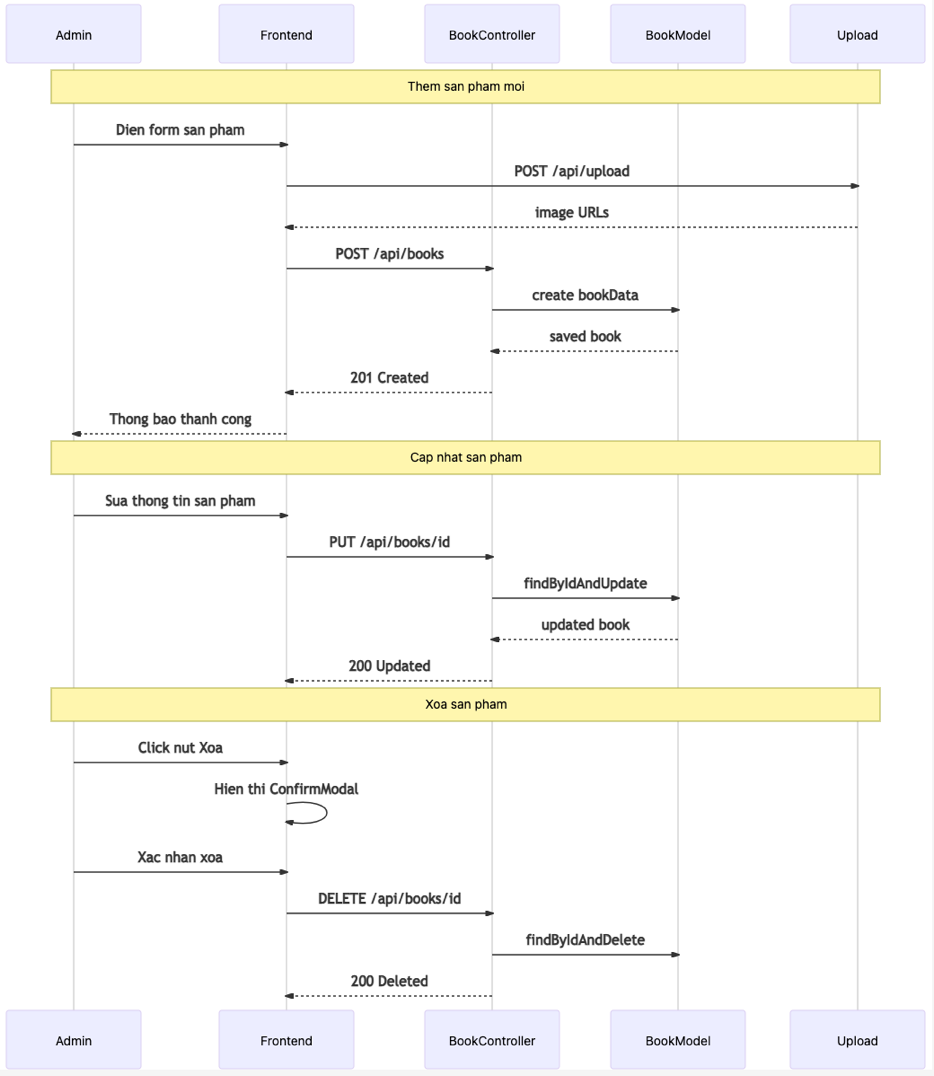 Admin
Frontend
BookController
BookModel
Upload
Them san pham moi
Dien form san pham
POST /api/upload
image URLs
POST /api/books
create bookData
saved book
201 Created
Thong bao thanh cong
Cap nhat san pham
Sua thong tin san pham
PUT /api/books/id
findByIdAndUpdate
updated book
200 Updated
Xoa san pham
Click nut Xoa
Hien thi ConfirmModal
Xac nhan xoa
DELETE /api/books/id
findByIdAndDelete
200 Deleted
Admin
Frontend
BookController
BookModel
Upload